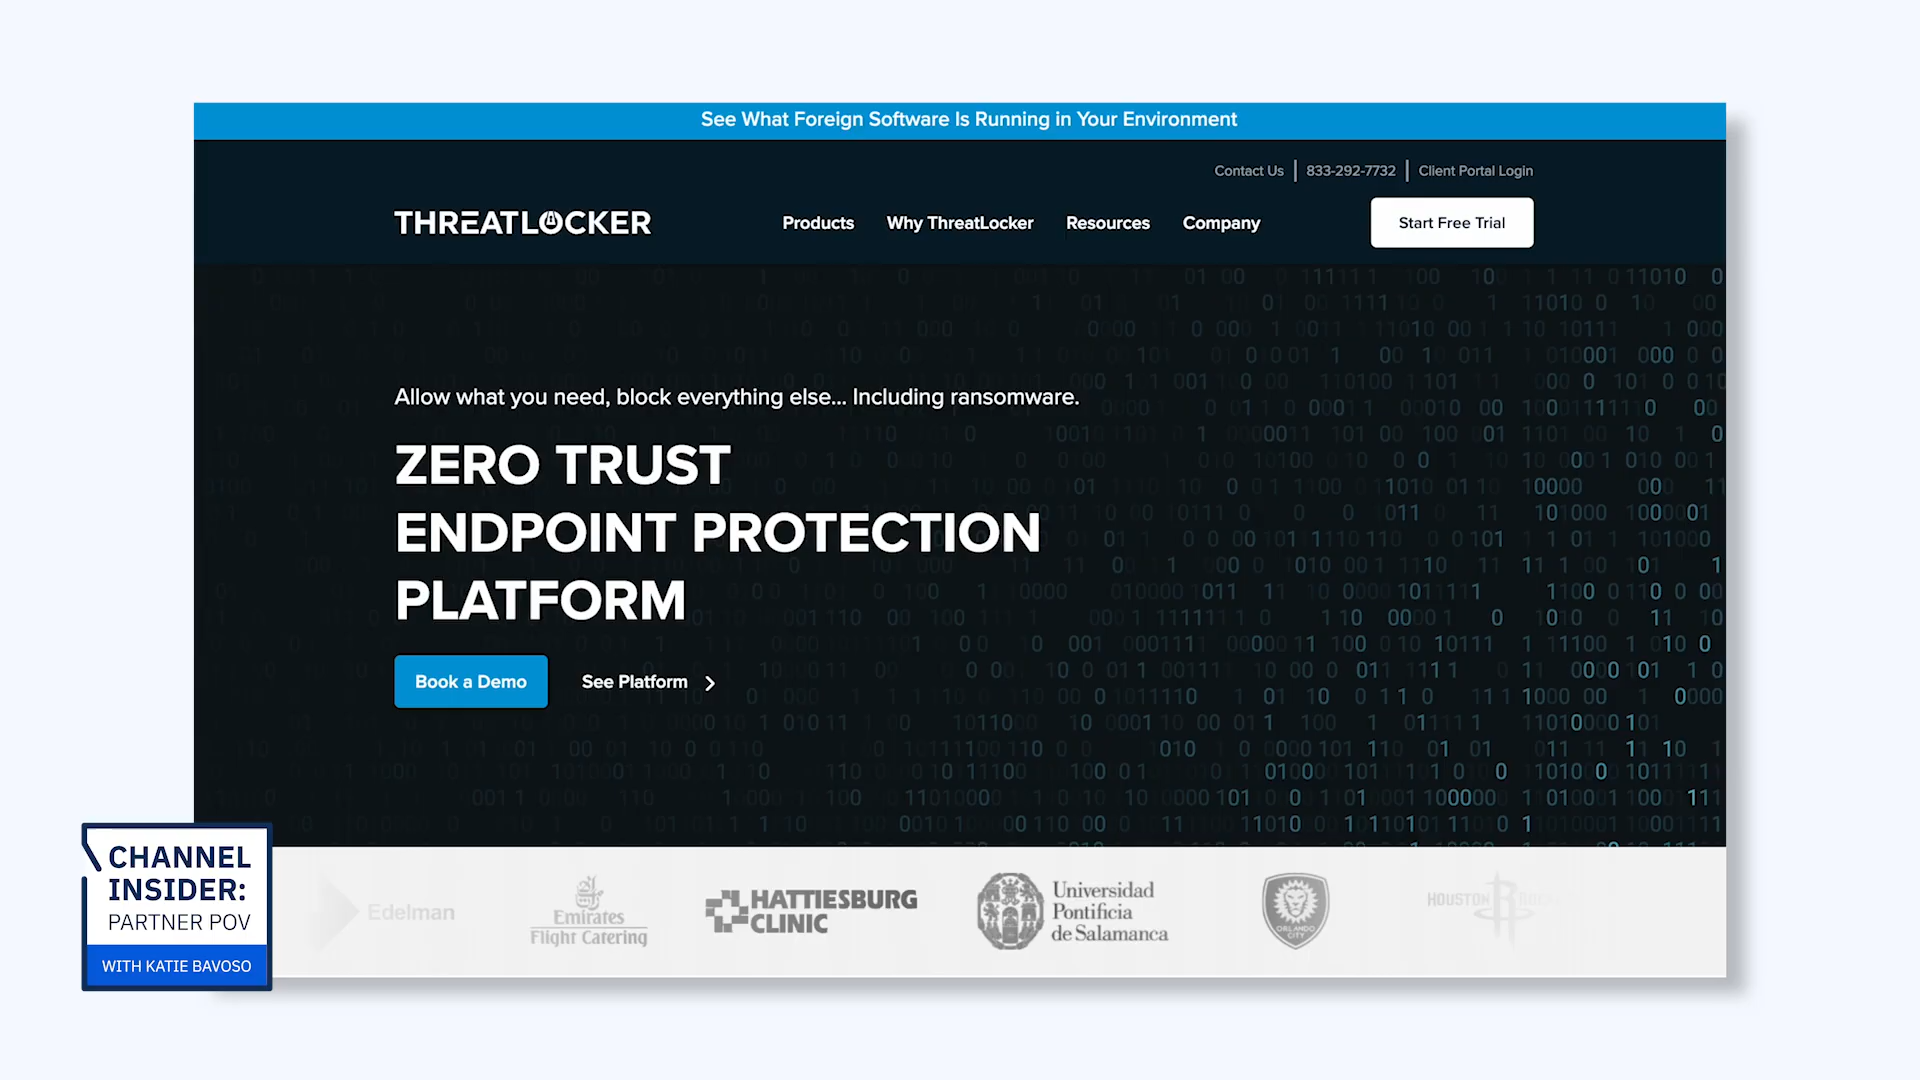 See What Foreign Software Is Running in Your Environment
Contact Us
833-292-7732
Client Portal Login
THREATLOCKER
Products
Why ThreatLocker
Resources
Company
Start Free Trial
Allow what you need, block everything else... Including ransomware.
ZERO TRUST
ENDPOINT PROTECTION
PLATFORM
Book a Demo
See Platform
Edelman
Emirates
Flight Catering
HATTIESBURG
CLINIC
Universidad
Pontificia
de Salamanca
ORLANDO
CITY
HOUSTON
CHANNEL
INSIDER:
PARTNER POV
WITH KATIE BAVOSO